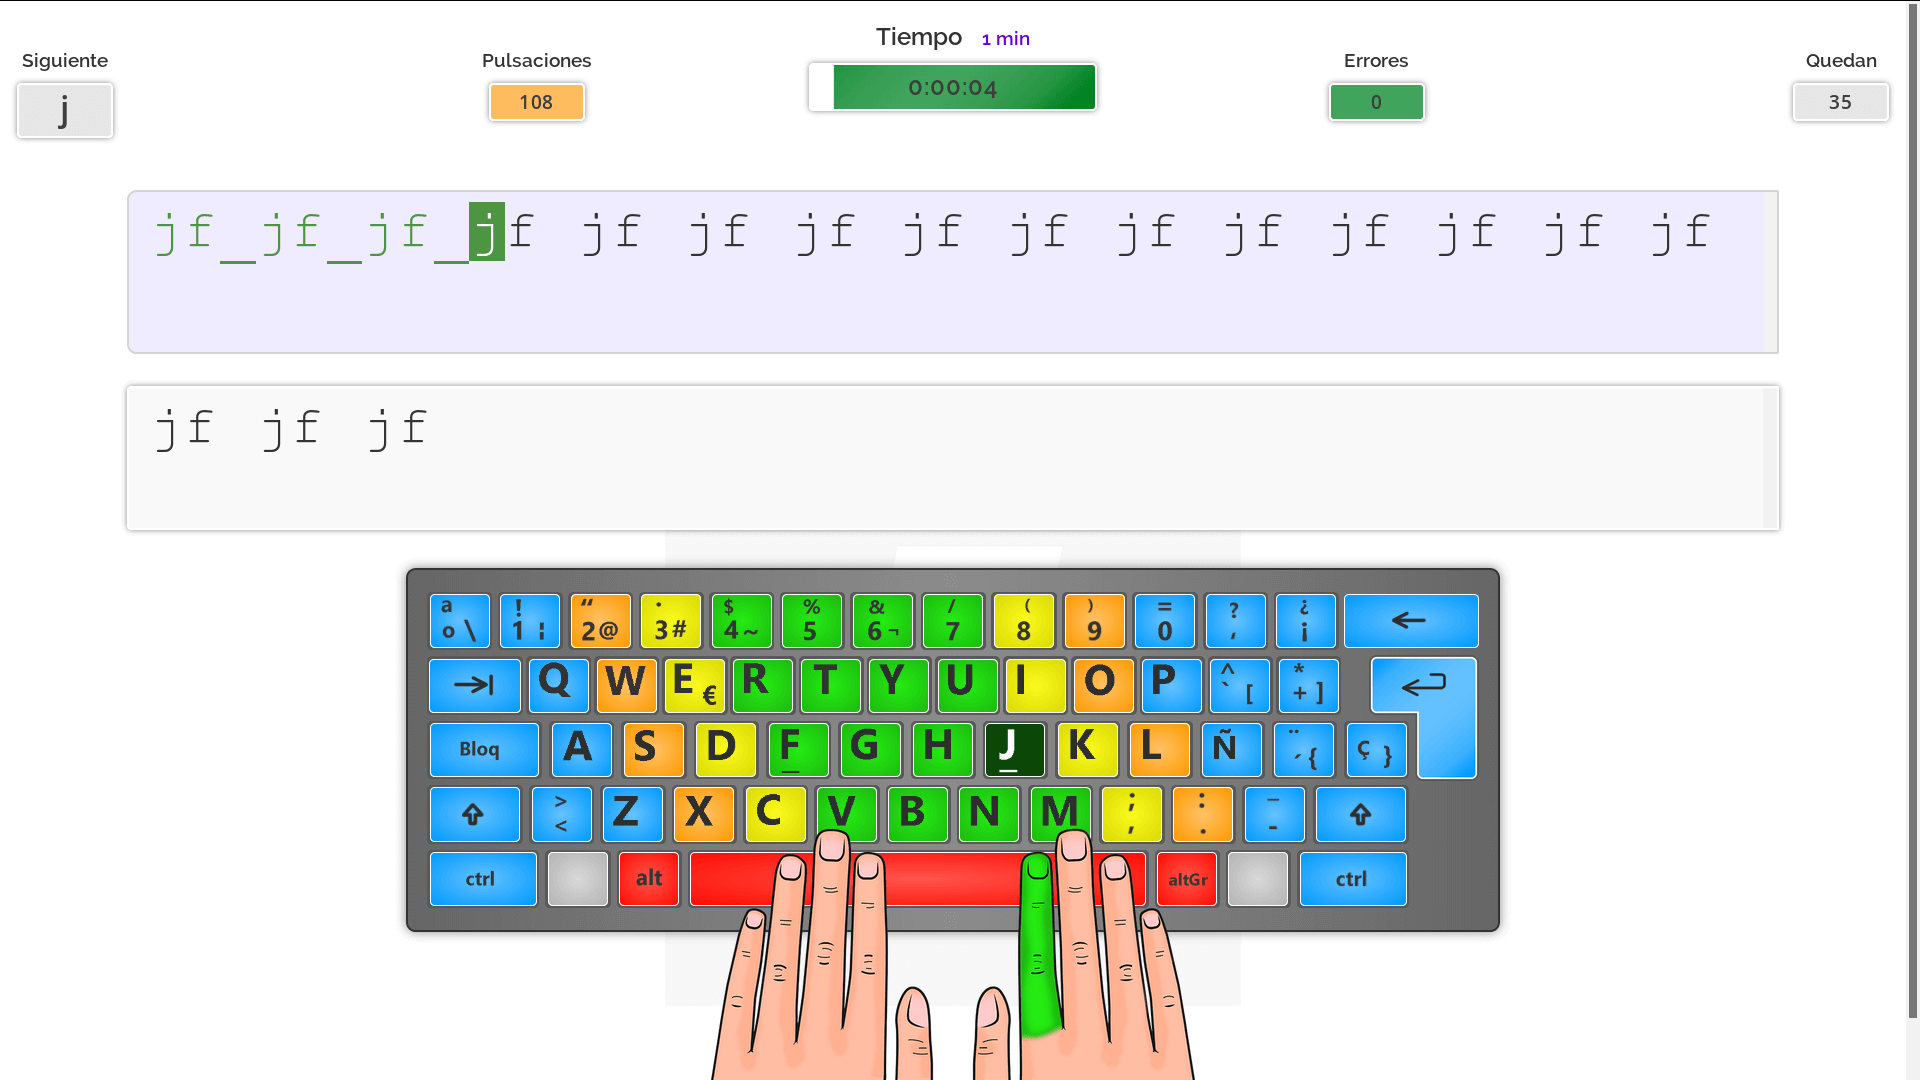 Tiempo 1 min
Siguiente Pulsaciones Errores Quedan
j 108 0:00:04 0 35
jf_jf_jf_jf jf jf jf jf jf jf jf jf jf jf jf
jf jf jf
a o \ ! 1 ¦ “ 2 @ · 3 # $ 4 ~ % 5 & 6 ¬ / 7 ( 8 ) 9 = 0 ? ' ¿ ¡ ←
→| Q W E € R T Y U I O P ^ ` [ * + ]
Bloq A S D F G H J K L Ñ ¨ ´ { Ç }
> < Z X C V B N M ; , : . _ -
ctrl alt altGr ctrl